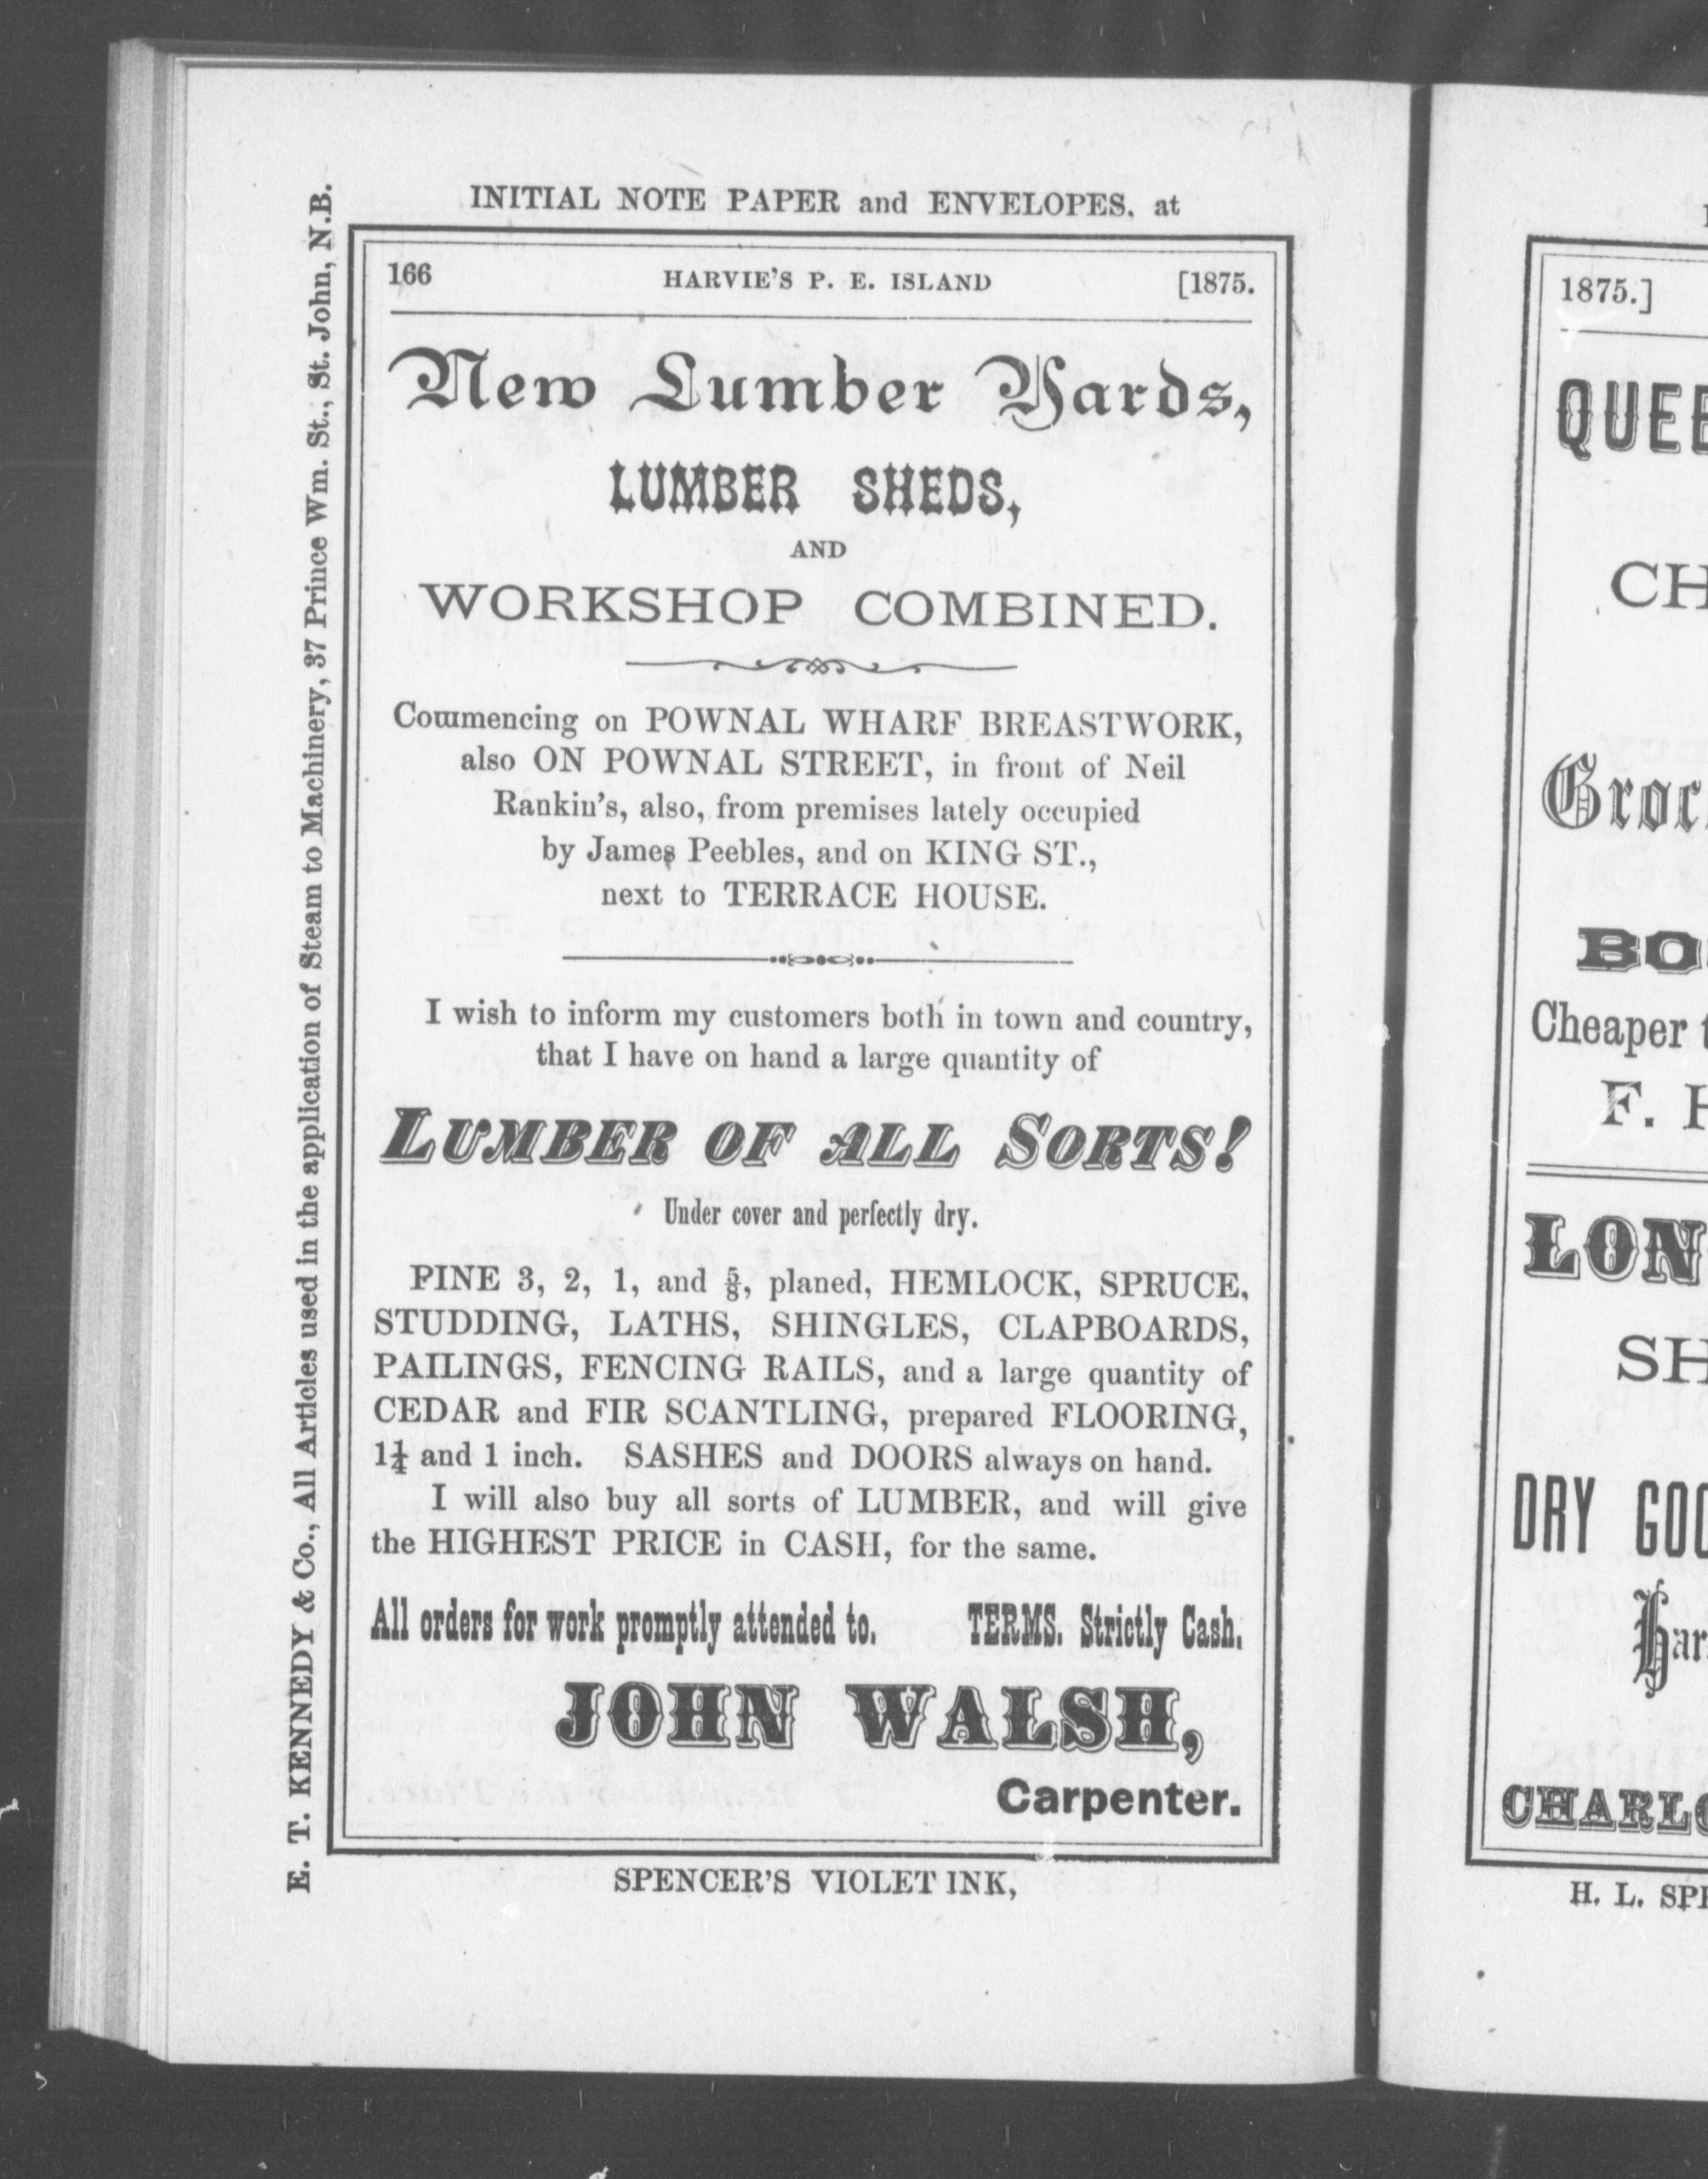 INITIAL NOTE PAPER and ENVELOPES, at
E. T. KENNEDY & Co., All Articles used in the application of Steam to Machinery, 37 Prince Wm. St., St. John, N.B.
166 HARVIE'S P. E. ISLAND [1875.
New Lumber Yards,
LUMBER SHEDS,
AND
WORKSHOP COMBINED.
Commencing on POWNAL WHARF BREASTWORK,
also ON POWNAL STREET, in front of Neil
Rankin's, also, from premises lately occupied
by James Peebles, and on KING ST.,
next to TERRACE HOUSE.
I wish to inform my customers both in town and country,
that I have on hand a large quantity of
LUMBER OF ALL SORTS!
Under cover and perfectly dry.
PINE 3, 2, 1, and ⅝, planed, HEMLOCK, SPRUCE,
STUDDING, LATHS, SHINGLES, CLAPBOARDS,
PAILINGS, FENCING RAILS, and a large quantity of
CEDAR and FIR SCANTLING, prepared FLOORING,
1¼ and 1 inch. SASHES and DOORS always on hand.
I will also buy all sorts of LUMBER, and will give
the HIGHEST PRICE in CASH, for the same.
All orders for work promptly attended to. TERMS. Strictly Cash.
JOHN WALSH,
Carpenter.
SPENCER'S VIOLET INK,
1875.]
BO
Cheaper
F.
LON
SH
DRY
H. L.